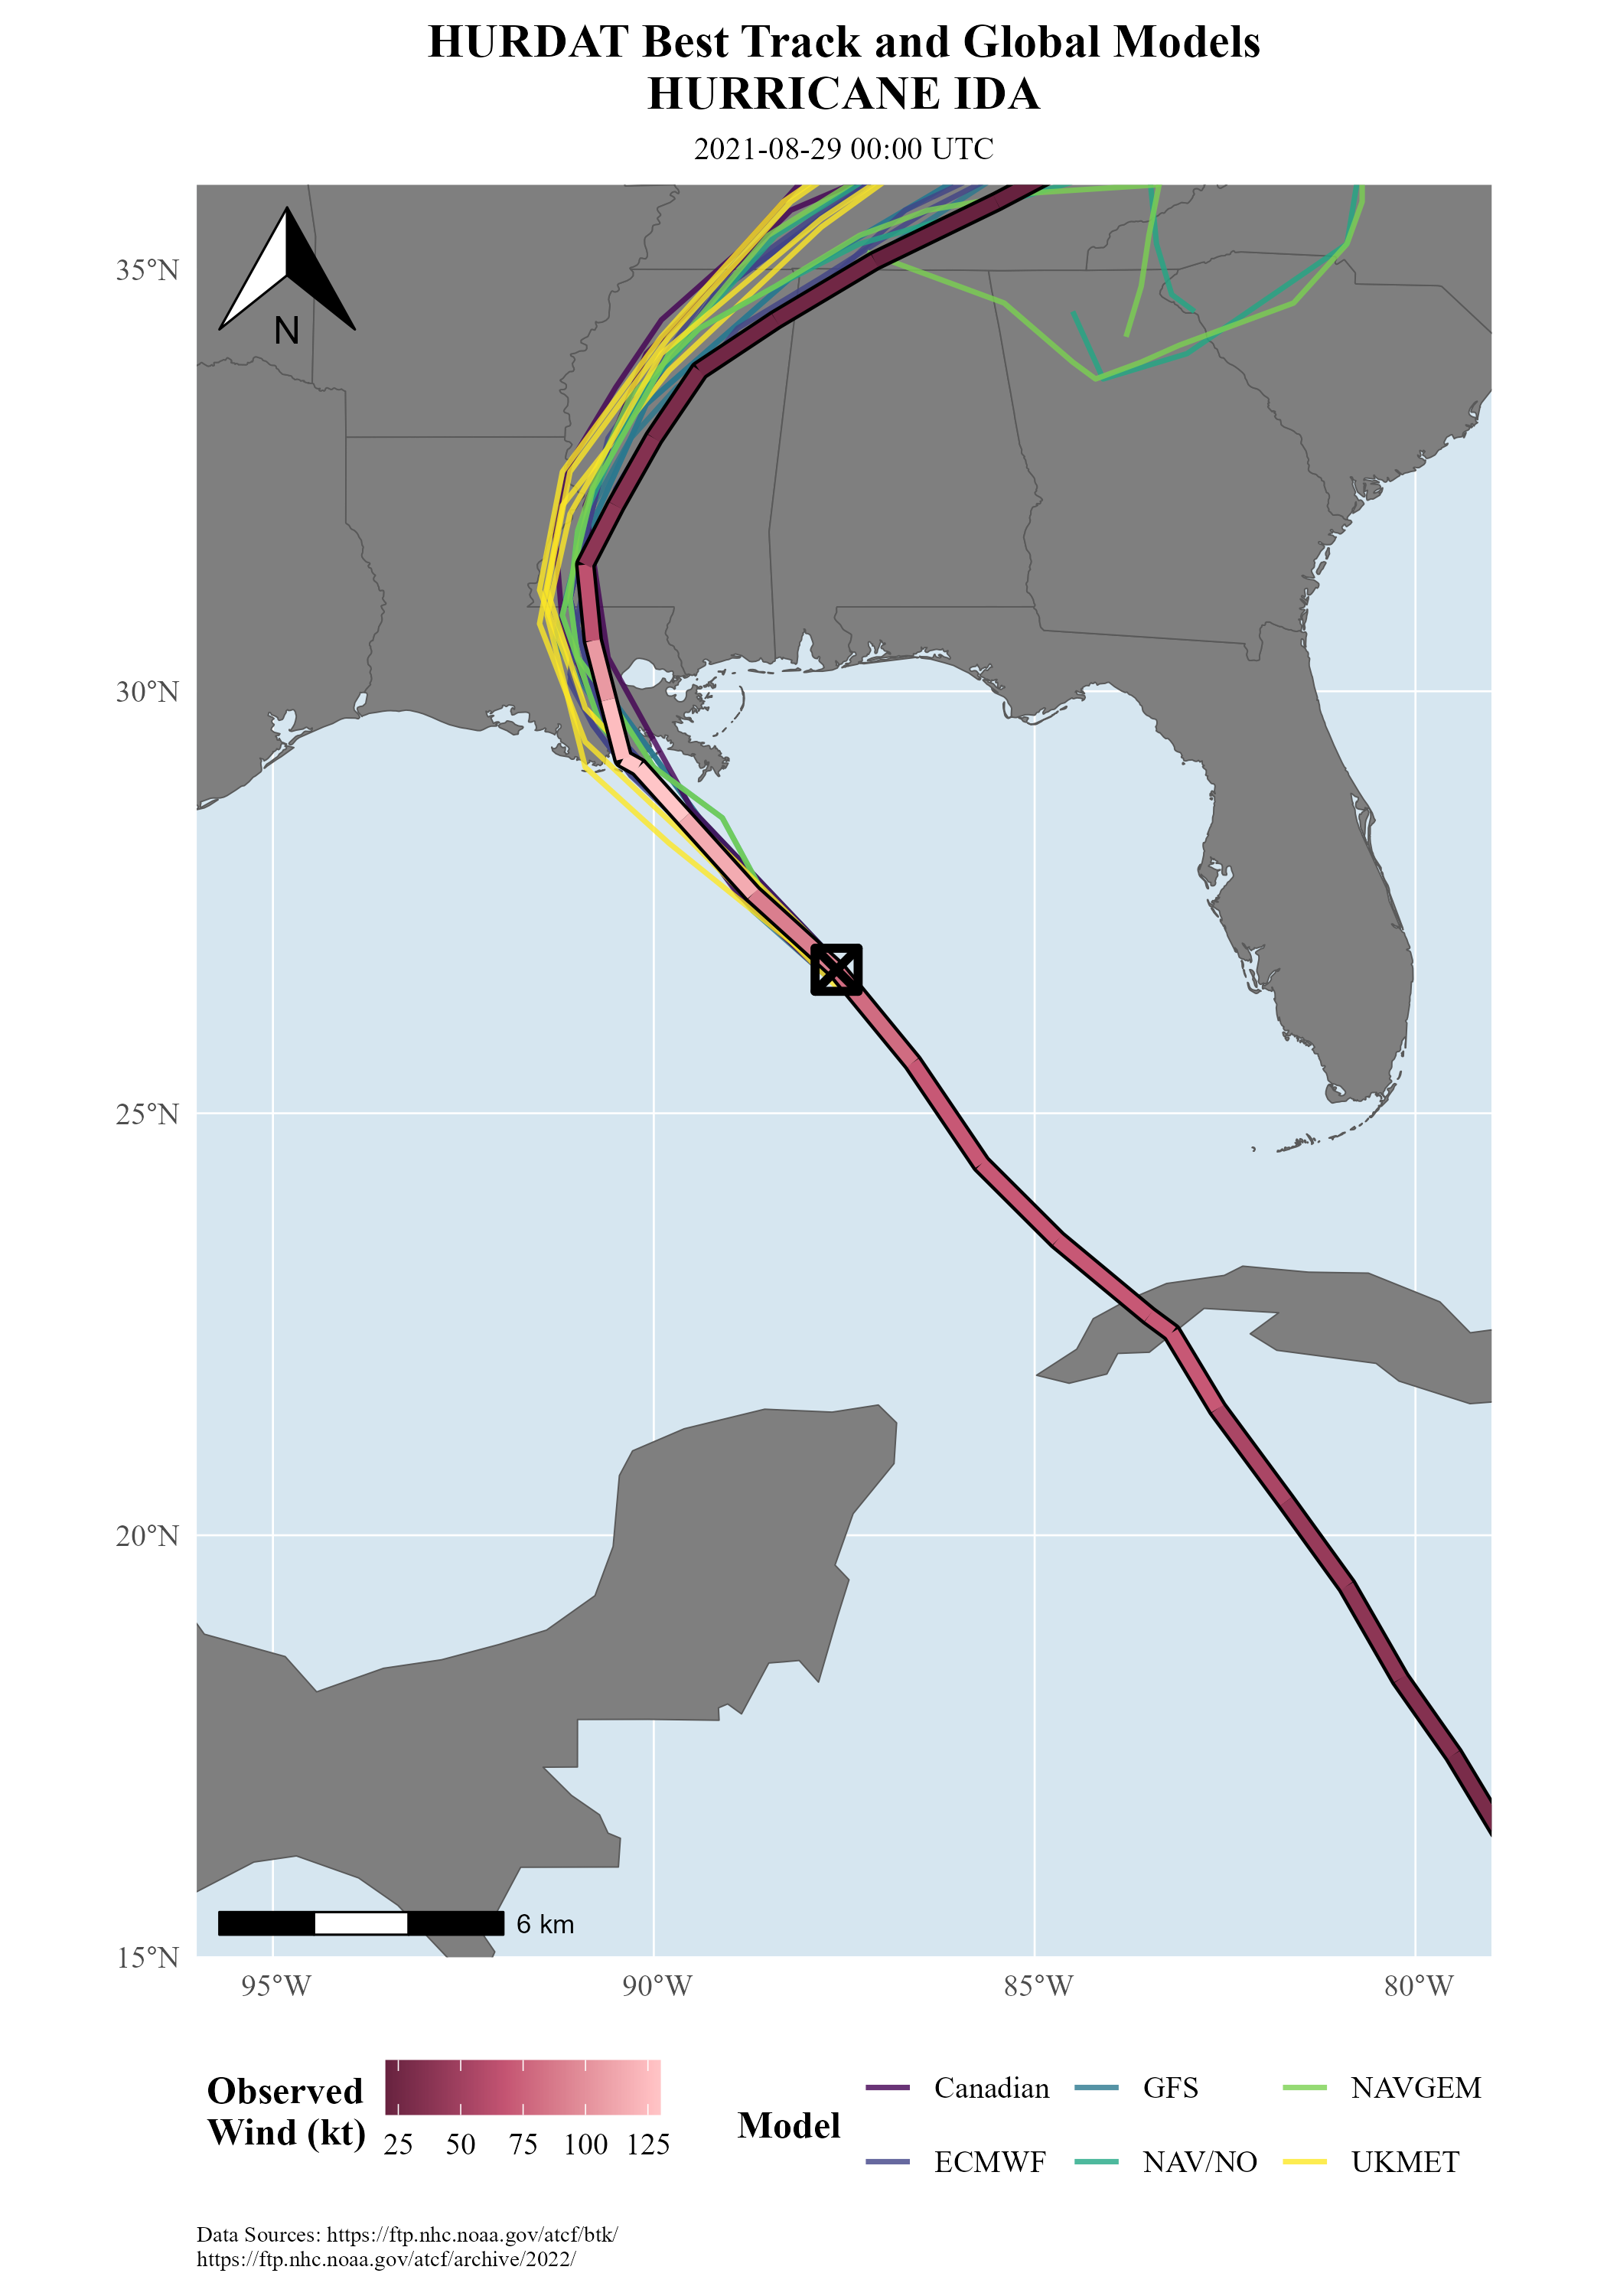 HURDAT Best Track and Global Models
HURRICANE IDA
2021-08-29 00:00 UTC
35°N
N
30°N
25°N
20°N
15°N
6 km
95°W 90°W 85°W 80°W
Observed
Wind (kt)
25 50 75 100 125
Model
Canadian GFS NAVGEM
ECMWF NAV/NO UKMET
Data Sources: https://ftp.nhc.noaa.gov/atcf/btk/
https://ftp.nhc.noaa.gov/atcf/archive/2022/